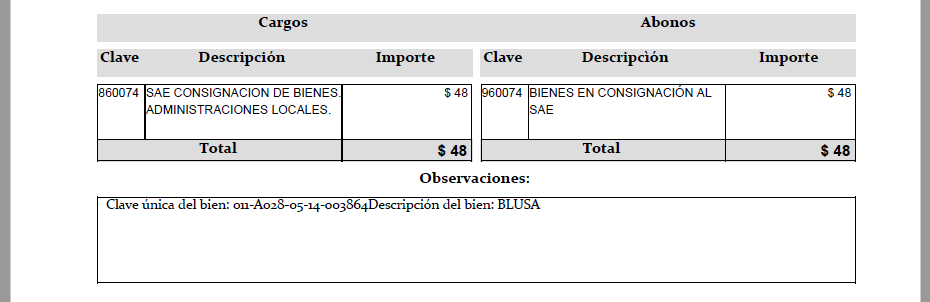 Cargos Abonos
Clave Descripción Importe Clave Descripciòón Importe
860074 SAE CONSIGNACION DE BIENES. $ 48 960074 BIENES EN CONSIGNACIÓN AL $ 48
ADMINISTRACIONES LOCALES. SAE
Total $ 48 Total $ 48
Observaciones:
Clave única del bien: 011-A028-05-14-003864Descripción del bien: BLUSA